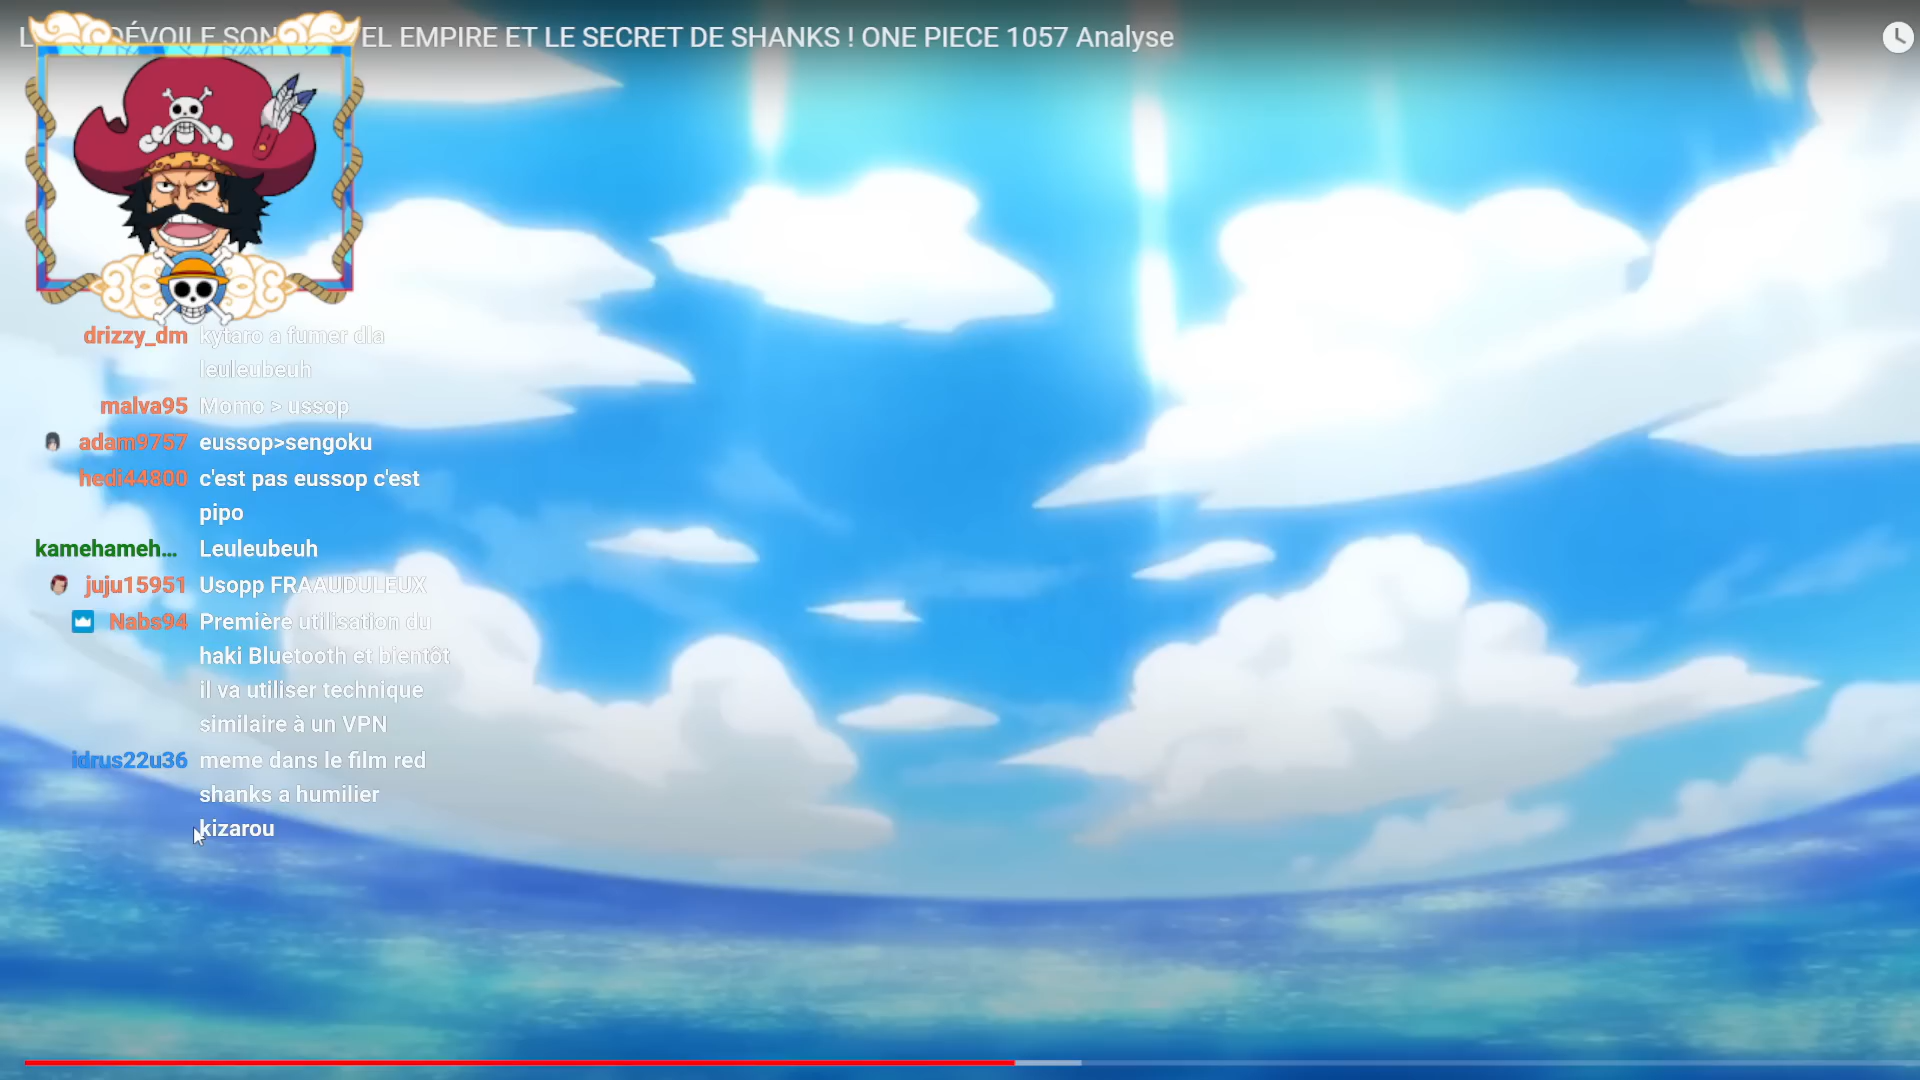 L DÉVOILE SON EL EMPIRE ET LE SECRET DE SHANKS ! ONE PIECE 1057 Analyse
drizzy_dm kytaro a fumer dla
leuleubeuh
malva95 Momo > ussop
adam9757 eussop>sengoku
hedi44800 c'est pas eussop c'est
pipo
kamehameh... Leuleubeuh
juju15951 Usopp FRAAUDULEUX
Nabs94 Première utilisation du
haki Bluetooth et bientôt
il va utiliser technique
similaire à un VPN
idrus22u36 meme dans le film red
shanks a humilier
kizarou